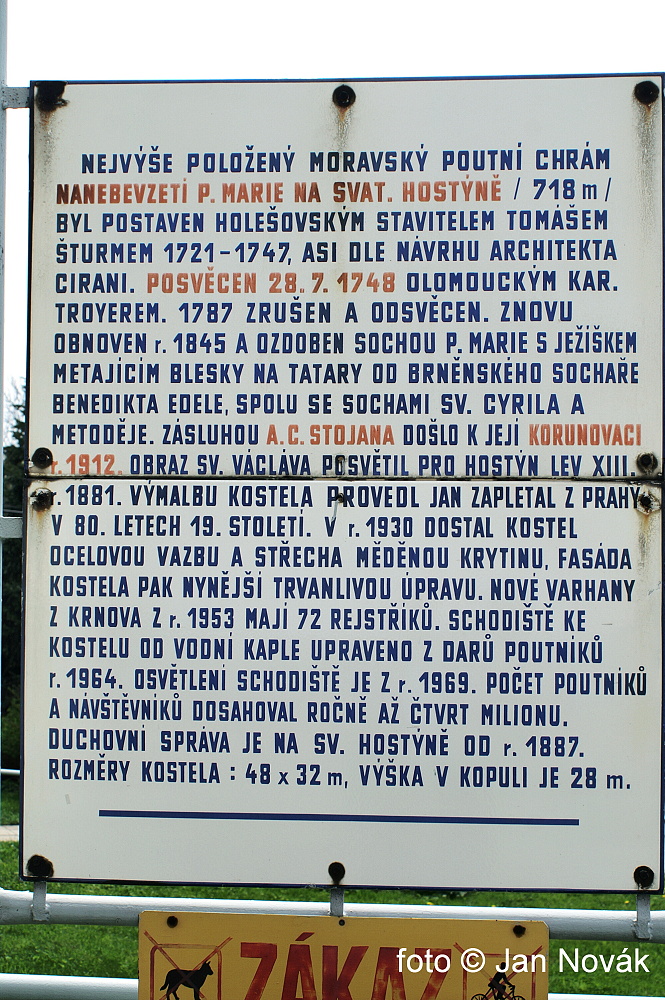 NEJVÝŠE POLOŽENÝ MORAVSKÝ POUTNÍ CHRÁM
NANEBEVZETÍ P. MARIE NA SVAT. HOSTÝNĚ / 718 m /
BYL POSTAVEN HOLEŠOVSKÝM STAVITELEM TOMÁŠEM
ŠTURMEM 1721-1747, ASI DLE NÁVRHU ARCHITEKTA
CIRANI. POSVĚCEN 28. 7. 1748 OLOMOUCKÝM KAR.
TROYEREM. 1787 ZRUŠEN A ODSVĚCEN. ZNOVU
OBNOVEN r. 1845 A OZDOBEN SOCHOU P. MARIE S JEŽÍŠKEM
METAJÍCÍM BLESKY NA TATARY OD BRNĚNSKÉHO SOCHAŘE
BENEDIKTA EDELE, SPOLU SE SOCHAMI SV. CYRILA A
METODĚJE. ZÁSLUHOU A. C. STOJANA DOŠLO K JEJÍ KORUNOVACI
r. 1912. OBRAZ SV. VÁCLÁVA POSVĚTIL PRO HOSTÝN LEV XIII.
r. 1881. VÝMALBU KOSTELA PROVEDL JAN ZAPLETAL Z PRAHY
V 80. LETECH 19. STOLETÍ. V r. 1930 DOSTAL KOSTEL
OCELOVOU VAZBU A STŘECHA MĚDĚNOU KRYTINU, FASÁDA
KOSTELA PAK NYNĚJŠÍ TRVANLIVOU ÚPRAVU. NOVÉ VARHANY
Z KRNOVA Z r. 1953 MAJÍ 72 REJSTŘÍKŮ. SCHODIŠTĚ KE
KOSTELU OD VODNÍ KAPLE UPRAVENO Z DARŮ POUTNÍKŮ
r. 1964. OSVĚTLENÍ SCHODIŠTĚ JE Z r. 1969. POČET POUTNÍKŮ
A NÁVŠTĚVNÍKŮ DOSAHOVAL ROČNĚ AŽ ČTVRT MILIONU.
DUCHOVNÍ SPRÁVA JE NA SV. HOSTÝNĚ OD r. 1887.
ROZMĚRY KOSTELA : 48 x 32 m, VÝŠKA V KOPULI JE 28 m.
ZÁKAZ
foto © Jan Novák